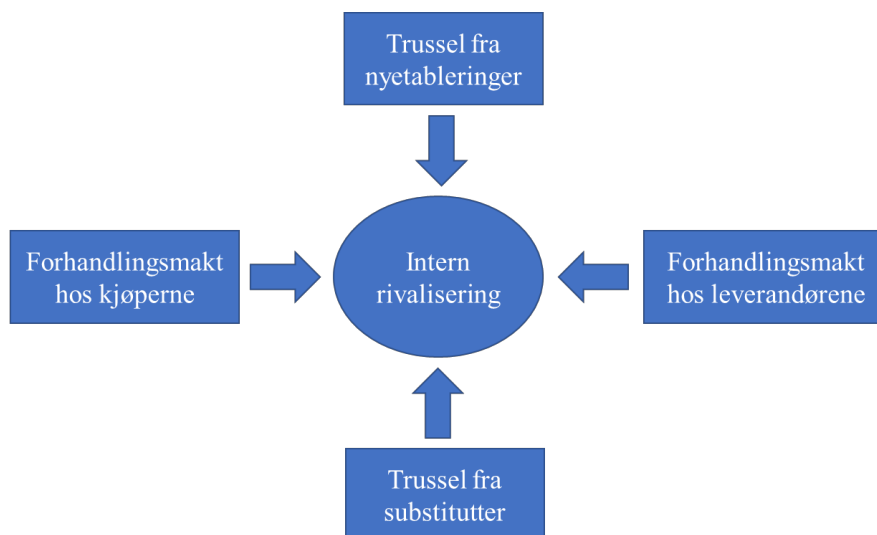 Trussel fra
nyetableringer
Forhandlingsmakt
hos kjøperne
Intern
rivalisering
Forhandlingsmakt
hos leverandørene
Trussel fra
substitutter